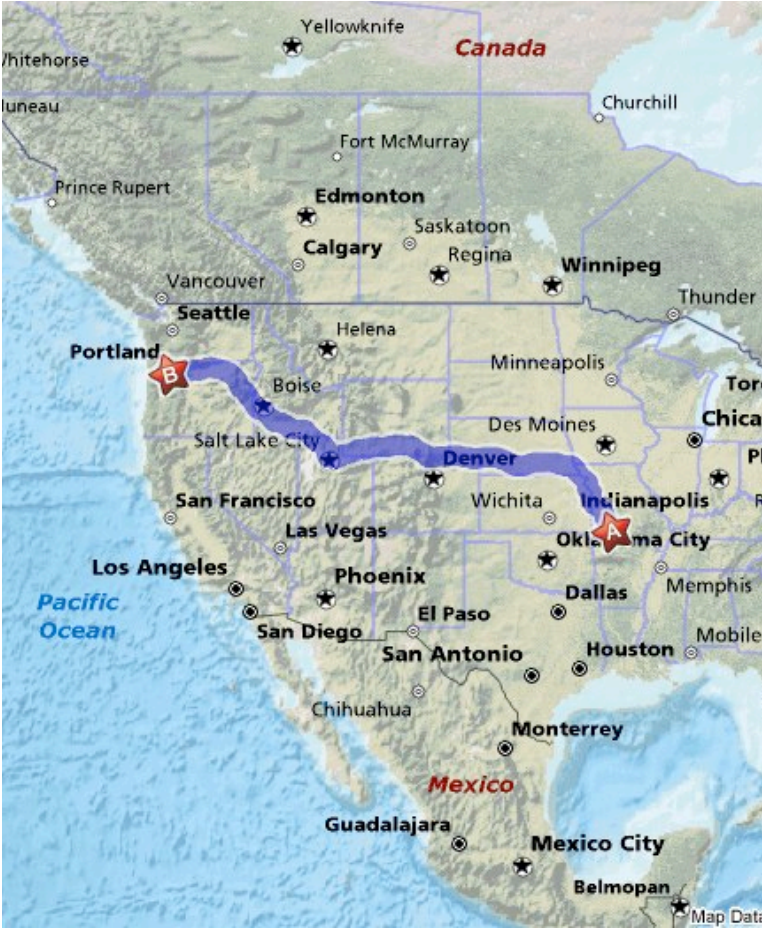 Yellowknife
Canada
Whitehorse
Juneau
Churchill
Fort McMurray
Prince Rupert
Edmonton
Saskatoon
Calgary
Regina
Winnipeg
Vancouver
Thunder
Seattle
Helena
Portland
B
Minneapolis
Boise
Toro
Chica
Des Moines
Salt Lake City
Denver
Pl
San Francisco
Wichita
Indianapolis
R
Las Vegas
A
Oklahoma City
Los Angeles
Phoenix
Memphis
Dallas
Pacific
Ocean
El Paso
San Diego
Mobile
San Antonio
Houston
Chihuahua
Monterrey
Mexico
Guadalajara
Mexico City
Belmopan
Map Data